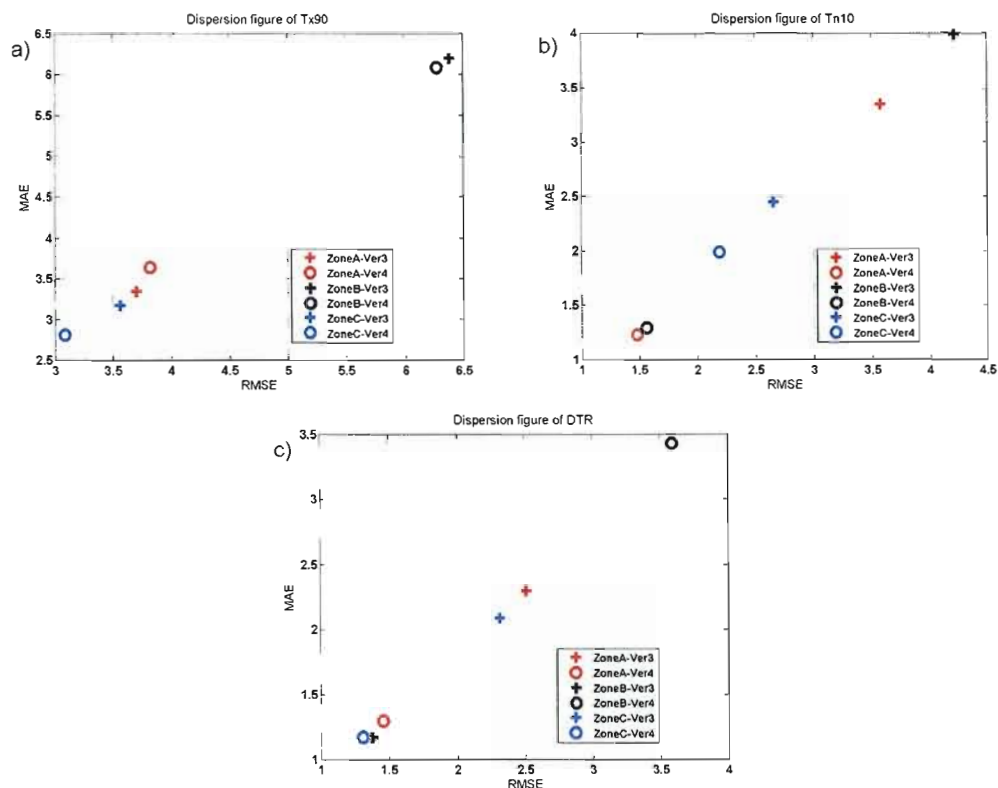 Dispersion figure of Tx90
a)
6.5
6
5.5
5
4.5
4
3.5
3
2.5
MAE
3 3.5 4 4.5 5 5.5 6 6.5
RMSE
ZoneA-Ver3
ZoneA-Ver4
ZoneB-Ver3
ZoneB-Ver4
ZoneC-Ver3
ZoneC-Ver4
Dispersion figure of Tn10
b)
4
3.5
3
2.5
2
1.5
1
MAE
1 1.5 2 2.5 3 3.5 4 4.5
RMSE
ZoneA-Ver3
ZoneA-Ver4
ZoneB-Ver3
ZoneB-Ver4
ZoneC-Ver3
ZoneC-Ver4
Dispersion figure of DTR
c)
3.5
3
2.5
2
1.5
1
MAE
1 1.5 2 2.5 3 3.5 4
RMSE
ZoneA-Ver3
ZoneA-Ver4
ZoneB-Ver3
ZoneB-Ver4
ZoneC-Ver3
ZoneC-Ver4